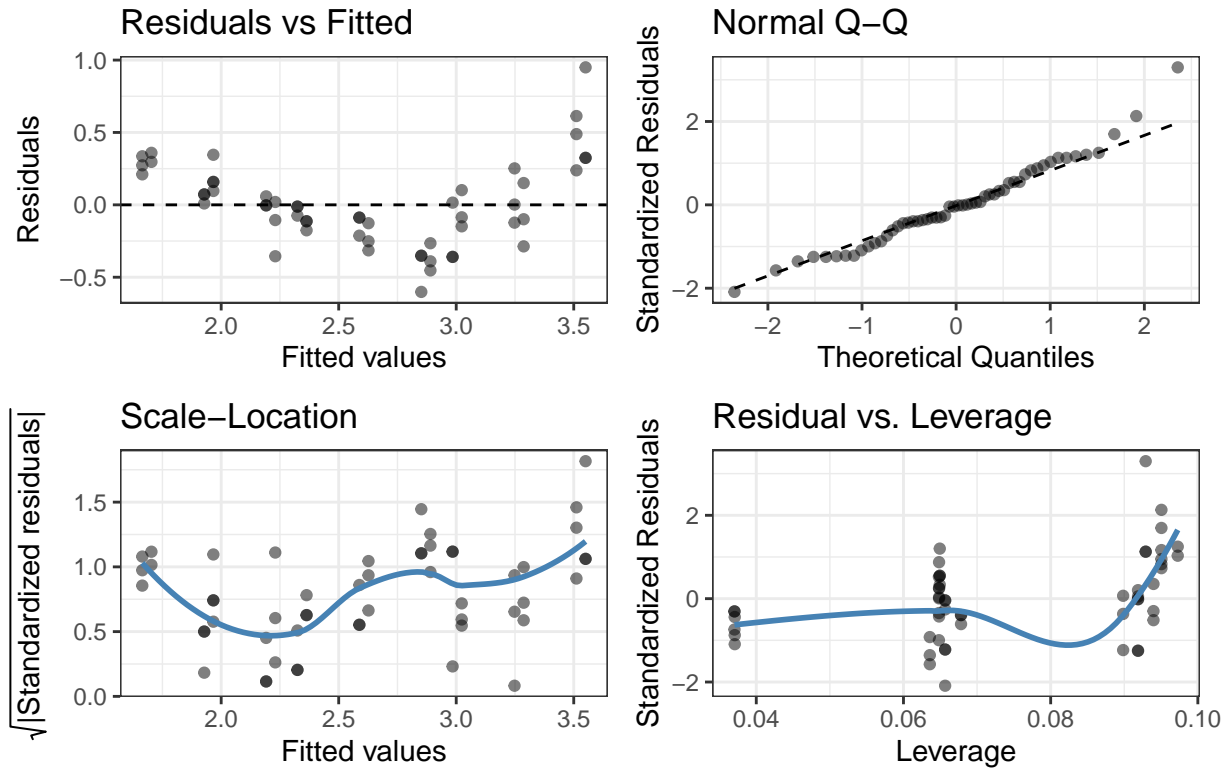 Residuals vs Fitted
Residuals
1.0
0.5
0.0
−0.5
2.0 2.5 3.0 3.5
Fitted values
Normal Q−Q
Standardized Residuals
2
0
−2
−2 −1 0 1 2
Theoretical Quantiles
Scale−Location
√|Standardized residuals|
1.5
1.0
0.5
0.0
2.0 2.5 3.0 3.5
Fitted values
Residual vs. Leverage
Standardized Residuals
2
0
−2
0.04 0.06 0.08 0.10
Leverage